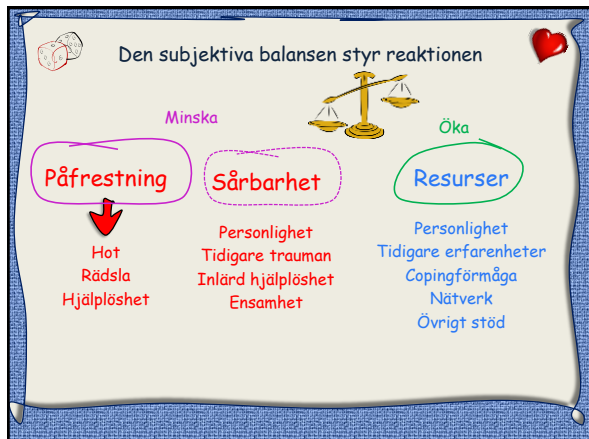 Den subjektiva balansen styr reaktionen
Minska
Öka
Påfrestning
Sårbarhet
Resurser
Hot
Rädsla
Hjälplöshet
Personlighet
Tidigare trauman
Inlärd hjälplöshet
Ensamhet
Personlighet
Tidigare erfarenheter
Copingförmåga
Nätverk
Övrigt stöd